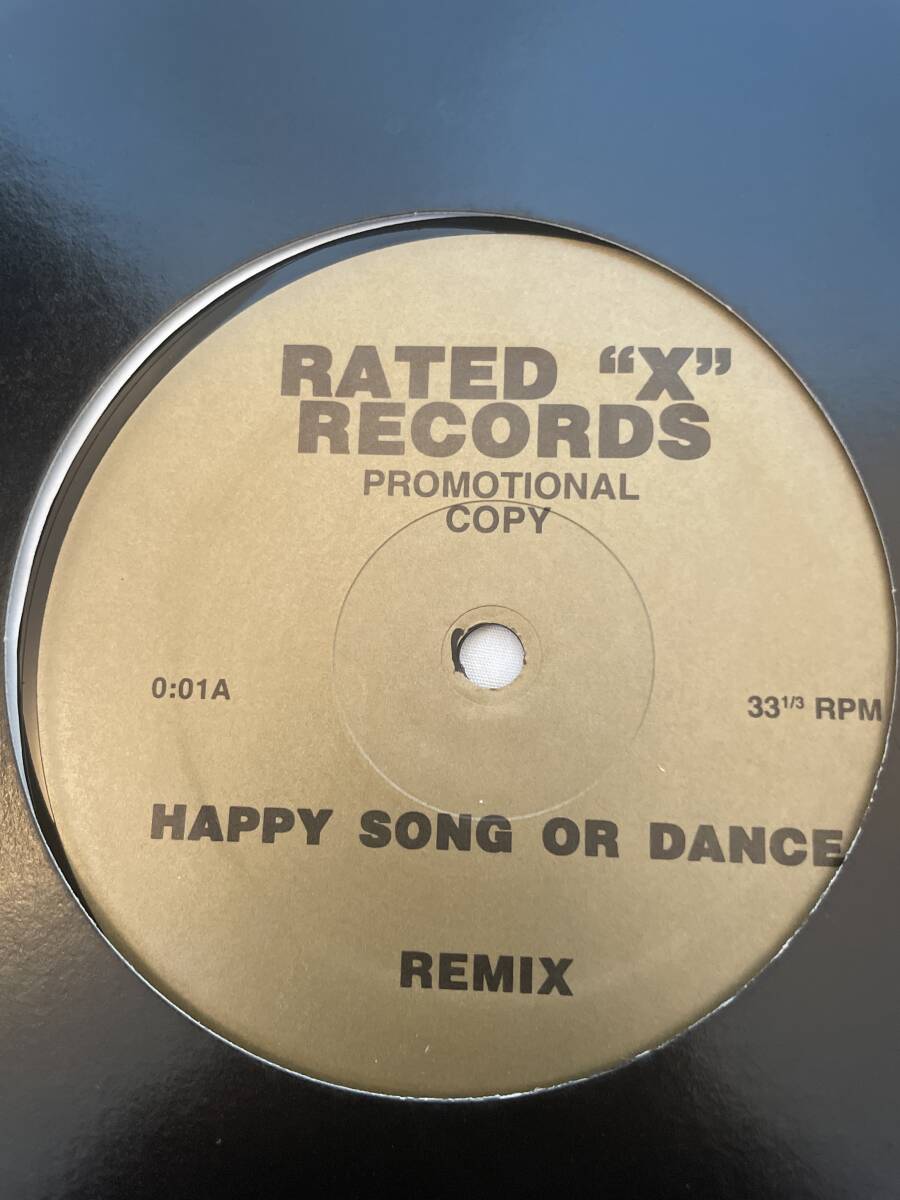 RATED “X”
RECORDS
PROMOTIONAL
COPY
0:01A
33 1/3 RPM
HAPPY SONG OR DANCE
REMIX